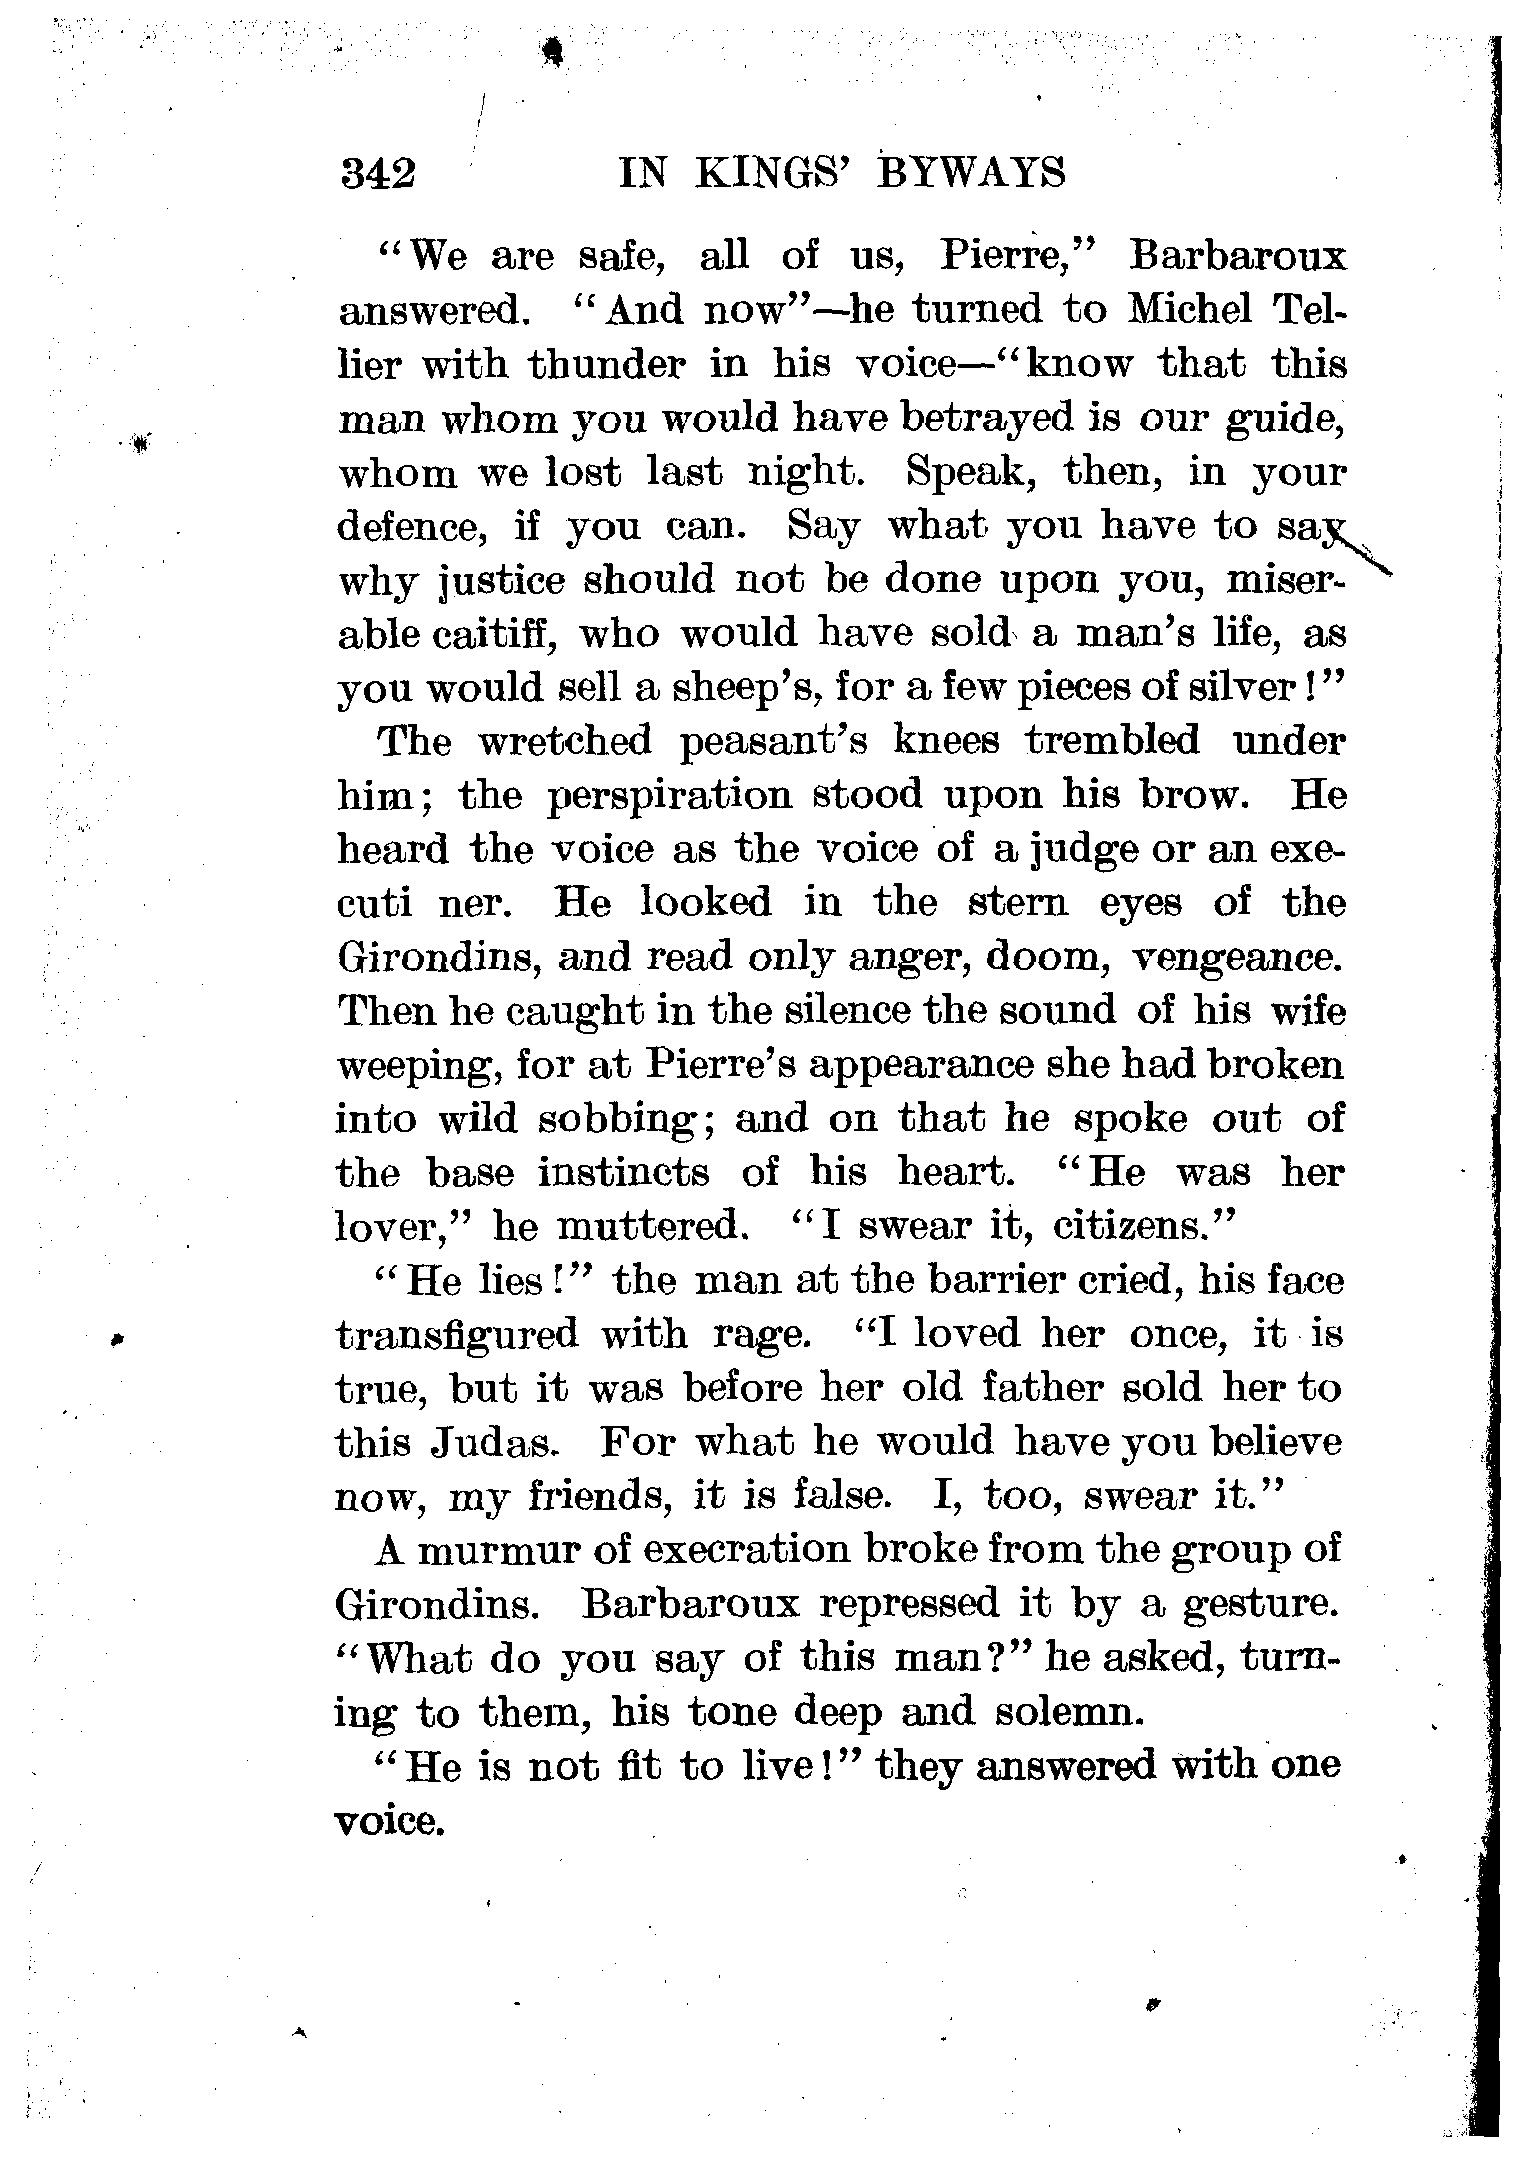 342 IN KINGS' BYWAYS
"We are safe, all of us, Pierre," Barbaroux
answered. "And now"—he turned to Michel Tel-
lier with thunder in his voice—"know that this
man whom you would have betrayed is our guide,
whom we lost last night. Speak, then, in your
defence, if you can. Say what you have to say
why justice should not be done upon you, miser-
able caitiff, who would have sold a man's life, as
you would sell a sheep's, for a few pieces of silver!"
The wretched peasant's knees trembled under
him; the perspiration stood upon his brow. He
heard the voice as the voice of a judge or an exe-
cuti ner. He looked in the stern eyes of the
Girondins, and read only anger, doom, vengeance.
Then he caught in the silence the sound of his wife
weeping, for at Pierre's appearance she had broken
into wild sobbing; and on that he spoke out of
the base instincts of his heart. "He was her
lover," he muttered. "I swear it, citizens."
"He lies!" the man at the barrier cried, his face
transfigured with rage. "I loved her once, it is
true, but it was before her old father sold her to
this Judas. For what he would have you believe
now, my friends, it is false. I, too, swear it."
A murmur of execration broke from the group of
Girondins. Barbaroux repressed it by a gesture.
"What do you say of this man?" he asked, turn-
ing to them, his tone deep and solemn.
"He is not fit to live!" they answered with one
voice.